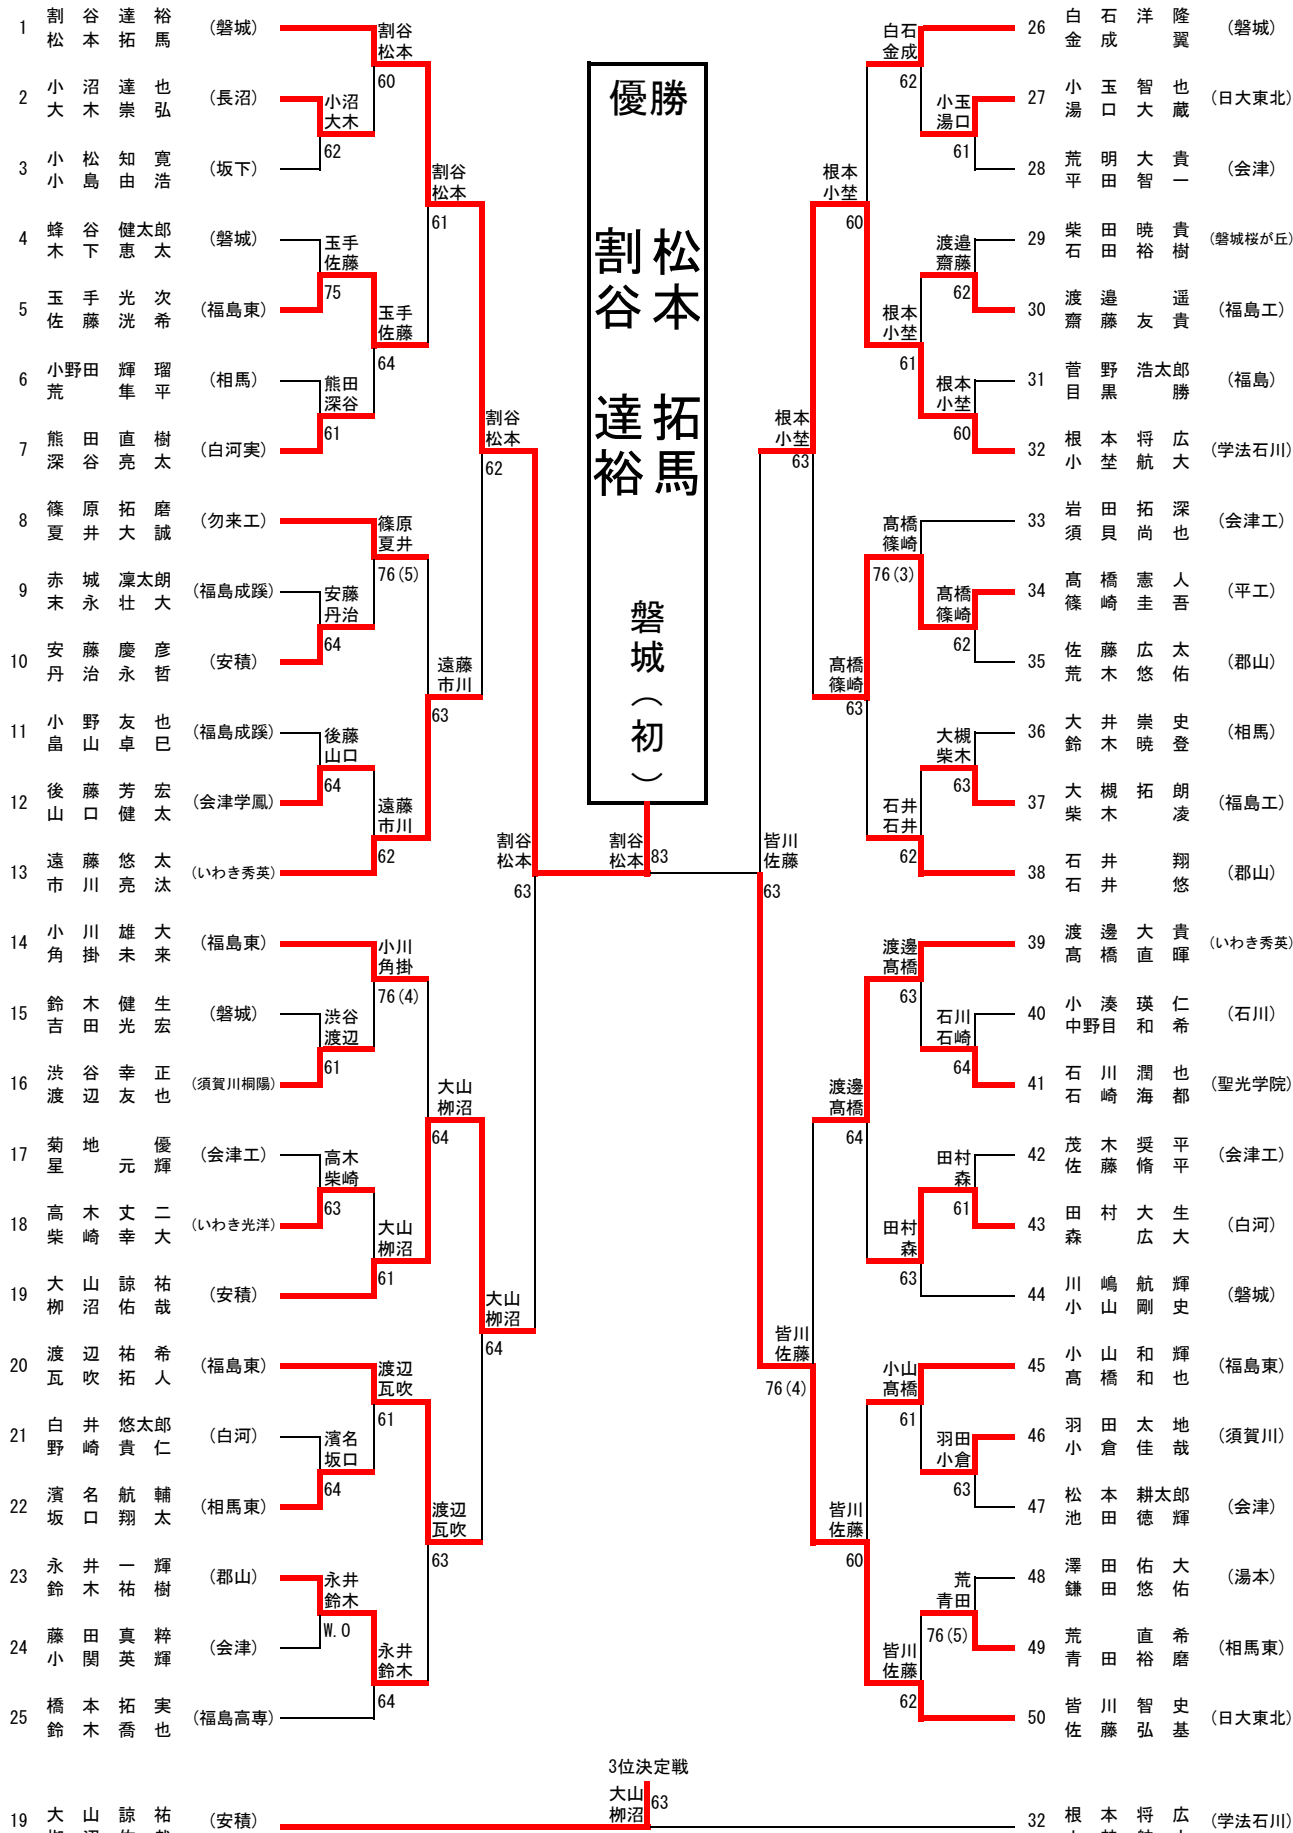 優勝
割谷 達裕
松本 拓馬
磐城（初）
1 割谷達裕 (磐城)
松本拓馬
2 小沼達也 (長沼)
大木崇弘
3 小松知寛 (坂下)
小島由浩
4 蜂谷健太郎 (磐城)
木下恵太
5 玉手光次 (福島東)
佐藤洸希
6 小野田輝瑠 (相馬)
荒隼平
7 熊田直樹 (白河実)
深谷亮太
8 篠原拓磨 (勿来工)
夏井大誠
9 赤城凜太朗 (福島成蹊)
末永壮大
10 安藤慶彦 (安積)
丹治永哲
11 小野友也 (福島成蹊)
畠山卓巳
12 後藤芳宏 (会津学鳳)
山口健太
13 遠藤悠太 (いわき秀英)
市川亮汰
14 小川雄大 (福島東)
角掛未来
15 鈴木健生 (磐城)
吉田光宏
16 渋谷幸正 (須賀川桐陽)
渡辺友也
17 菊地優 (会津工)
星元輝
18 高木丈二 (いわき光洋)
柴崎幸大
19 大山諒祐 (安積)
栁沼佑哉
20 渡辺祐希 (福島東)
瓦吹拓人
21 白井悠太郎 (白河)
野崎貴仁
22 濱名航輔 (相馬東)
坂口翔太
23 永井一輝 (郡山)
鈴木祐樹
24 藤田真粹 (会津)
小関英輝
25 橋本拓実 (福島高専)
鈴木喬也
割谷
松本
60
小沼
大木
62
割谷
松本
61
玉手
佐藤
75
玉手
佐藤
64
熊田
深谷
61
割谷
松本
62
篠原
夏井
76(5)
安藤
丹治
64
遠藤
市川
63
後藤
山口
64
遠藤
市川
62
割谷
松本
63
小川
角掛
76(4)
渋谷
渡辺
61
大山
栁沼
64
高木
柴崎
63
大山
栁沼
61
大山
栁沼
64
渡辺
瓦吹
61
濱名
坂口
64
渡辺
瓦吹
63
永井
鈴木
W.O
永井
鈴木
64
割谷
松本
83
26 白石洋隆 (磐城)
金成翼
27 小玉智也 (日大東北)
湯口大蔵
28 荒明大貴 (会津)
平田智一
29 柴田暁貴 (磐城桜が丘)
石田裕樹
30 渡邉遥 (福島工)
齋藤友貴
31 菅野浩太郎 (福島)
目黒勝
32 根本将広 (学法石川)
小埜航大
33 岩田拓深 (会津工)
須貝尚也
34 髙橋憲人 (平工)
篠崎圭吾
35 佐藤広太 (郡山)
荒木悠佑
36 大井崇史 (相馬)
鈴木暁登
37 大槻拓朗 (福島工)
柴木凌
38 石井翔 (郡山)
石井悠
39 渡邊大貴 (いわき秀英)
髙橋直暉
40 小湊瑛仁 (石川)
中野目和希
41 石川潤也 (聖光学院)
石崎海都
42 茂木奨平 (会津工)
佐藤脩平
43 田村大生 (白河)
森広大
44 川嶋航輝 (磐城)
小山剛史
45 小山和輝 (福島東)
髙橋和也
46 羽田太地 (須賀川)
小倉佳哉
47 松本耕太郎 (会津)
池田徳輝
48 澤田佑大 (湯本)
鎌田悠佑
49 荒直希 (相馬東)
青田裕磨
50 皆川智史 (日大東北)
佐藤弘基
白石
金成
62
小玉
湯口
61
根本
小埜
60
渡邉
齋藤
62
根本
小埜
61
根本
小埜
60
根本
小埜
63
髙橋
篠崎
76(3)
髙橋
篠崎
62
髙橋
篠崎
63
大槻
柴木
63
石井
石井
62
皆川
佐藤
63
渡邊
髙橋
63
石川
石崎
64
渡邊
髙橋
64
田村
森
61
田村
森
63
皆川
佐藤
76(4)
小山
髙橋
61
羽田
小倉
63
皆川
佐藤
60
荒
青田
76(5)
皆川
佐藤
62
3位決定戦
大山
栁沼
63
19 大山諒祐 (安積)
32 根本将広 (学法石川)